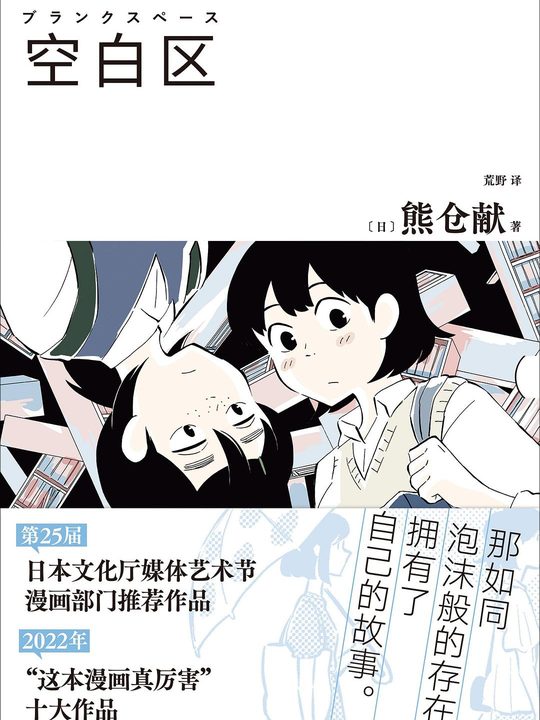 ブランクスペース
空白区
荒野 译
〔日〕熊仓献 著
那如同
泡沫般的存在
拥有了
自己的故事。
第25届
日本文化厅媒体艺术节
漫画部门推荐作品
2022年
“这本漫画真厉害”
十大作品